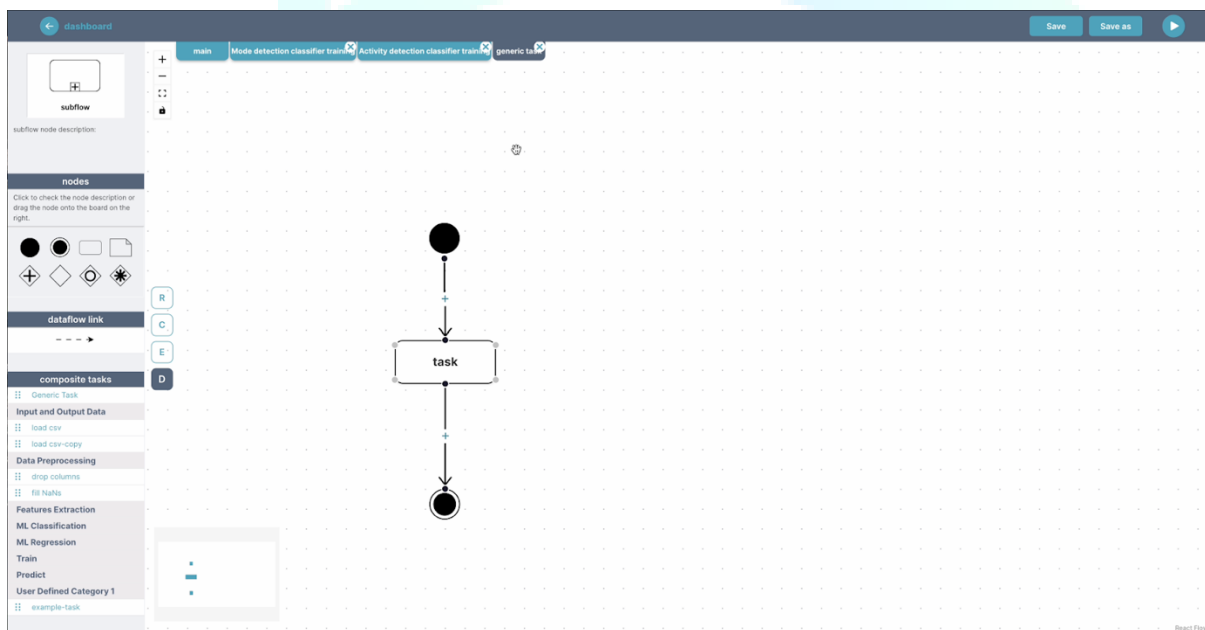 dashboard
Save
Save as
main
Mode detection classifier training
Activity detection classifier training
generic task
subflow
subflow node description:
nodes
Click to check the node description or
drag the node onto the board on the
right.
dataflow link
composite tasks
Generic Task
Input and Output Data
load csv
load csv-copy
Data Preprocessing
drop columns
fill NaNs
Features Extraction
ML Classification
ML Regression
Train
Predict
User Defined Category 1
example-task
R
C
E
D
task
React Flow